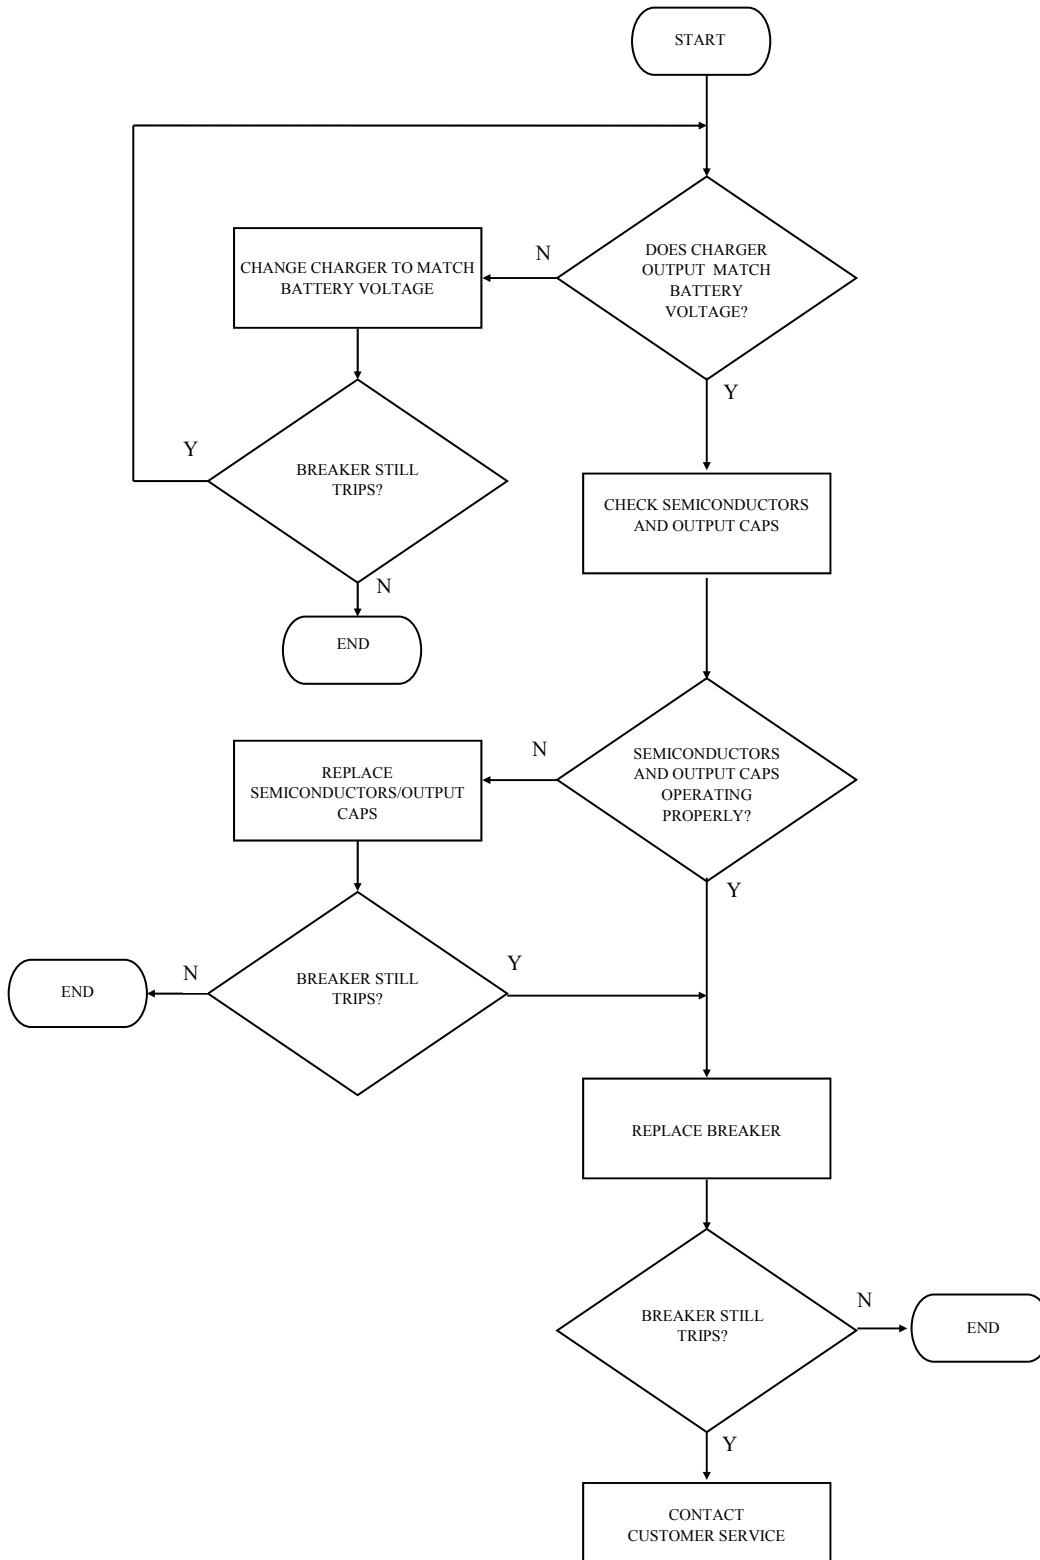 START
DOES CHARGER
OUTPUT MATCH
BATTERY
VOLTAGE?
N
CHANGE CHARGER TO MATCH
BATTERY VOLTAGE
Y
BREAKER STILL
TRIPS?
Y
N
END
CHECK SEMICONDUCTORS
AND OUTPUT CAPS
SEMICONDUCTORS
AND OUTPUT CAPS
OPERATING
PROPERLY?
N
REPLACE
SEMICONDUCTORS/OUTPUT
CAPS
Y
BREAKER STILL
TRIPS?
N
END
Y
REPLACE BREAKER
BREAKER STILL
TRIPS?
N
END
Y
CONTACT
CUSTOMER SERVICE